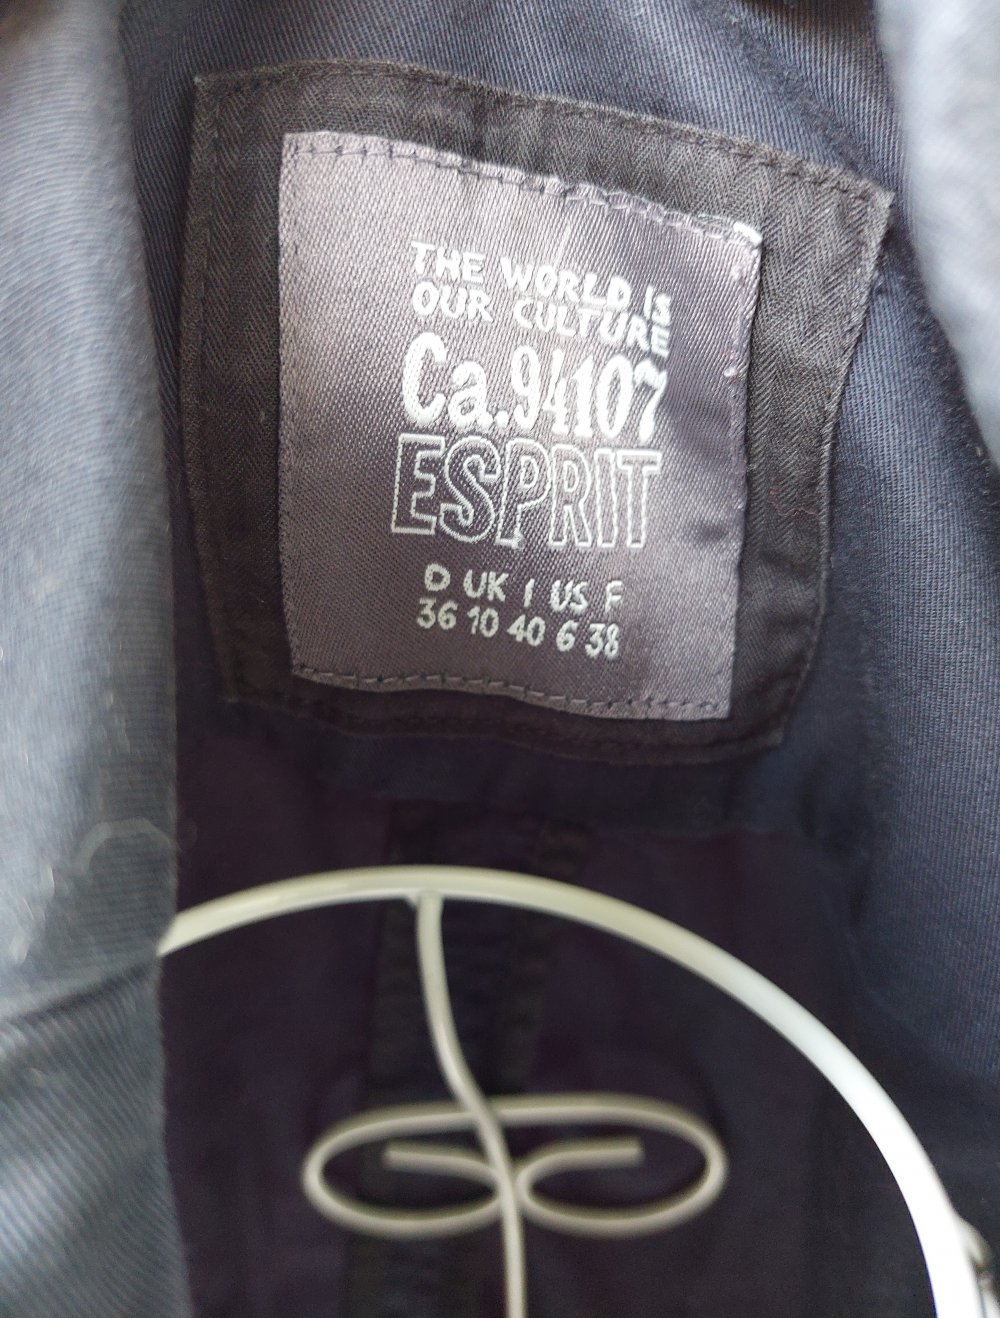 THE WORLD IS
OUR CULTURE
Ca.94107
ESPRIT
D UK I US F
36 10 40 6 38